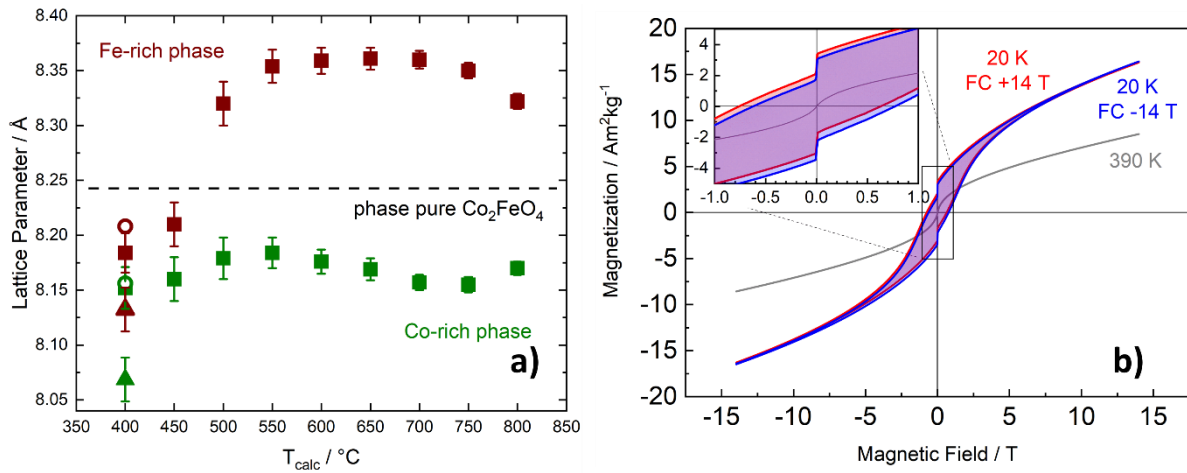 8.40
8.35
8.30
8.25
8.20
8.15
8.10
8.05
Lattice Parameter / Å
Fe-rich phase
phase pure Co₂FeO₄
Co-rich phase
a)
350 400 450 500 550 600 650 700 750 800 850
T_calc / °C
20
15
10
5
0
-5
-10
-15
-20
Magnetization / Am²kg⁻¹
4
2
0
-2
-4
-1.0 -0.5 0.0 0.5 1.0
20 K
FC +14 T
20 K
FC -14 T
390 K
b)
-15 -10 -5 0 5 10 15
Magnetic Field / T